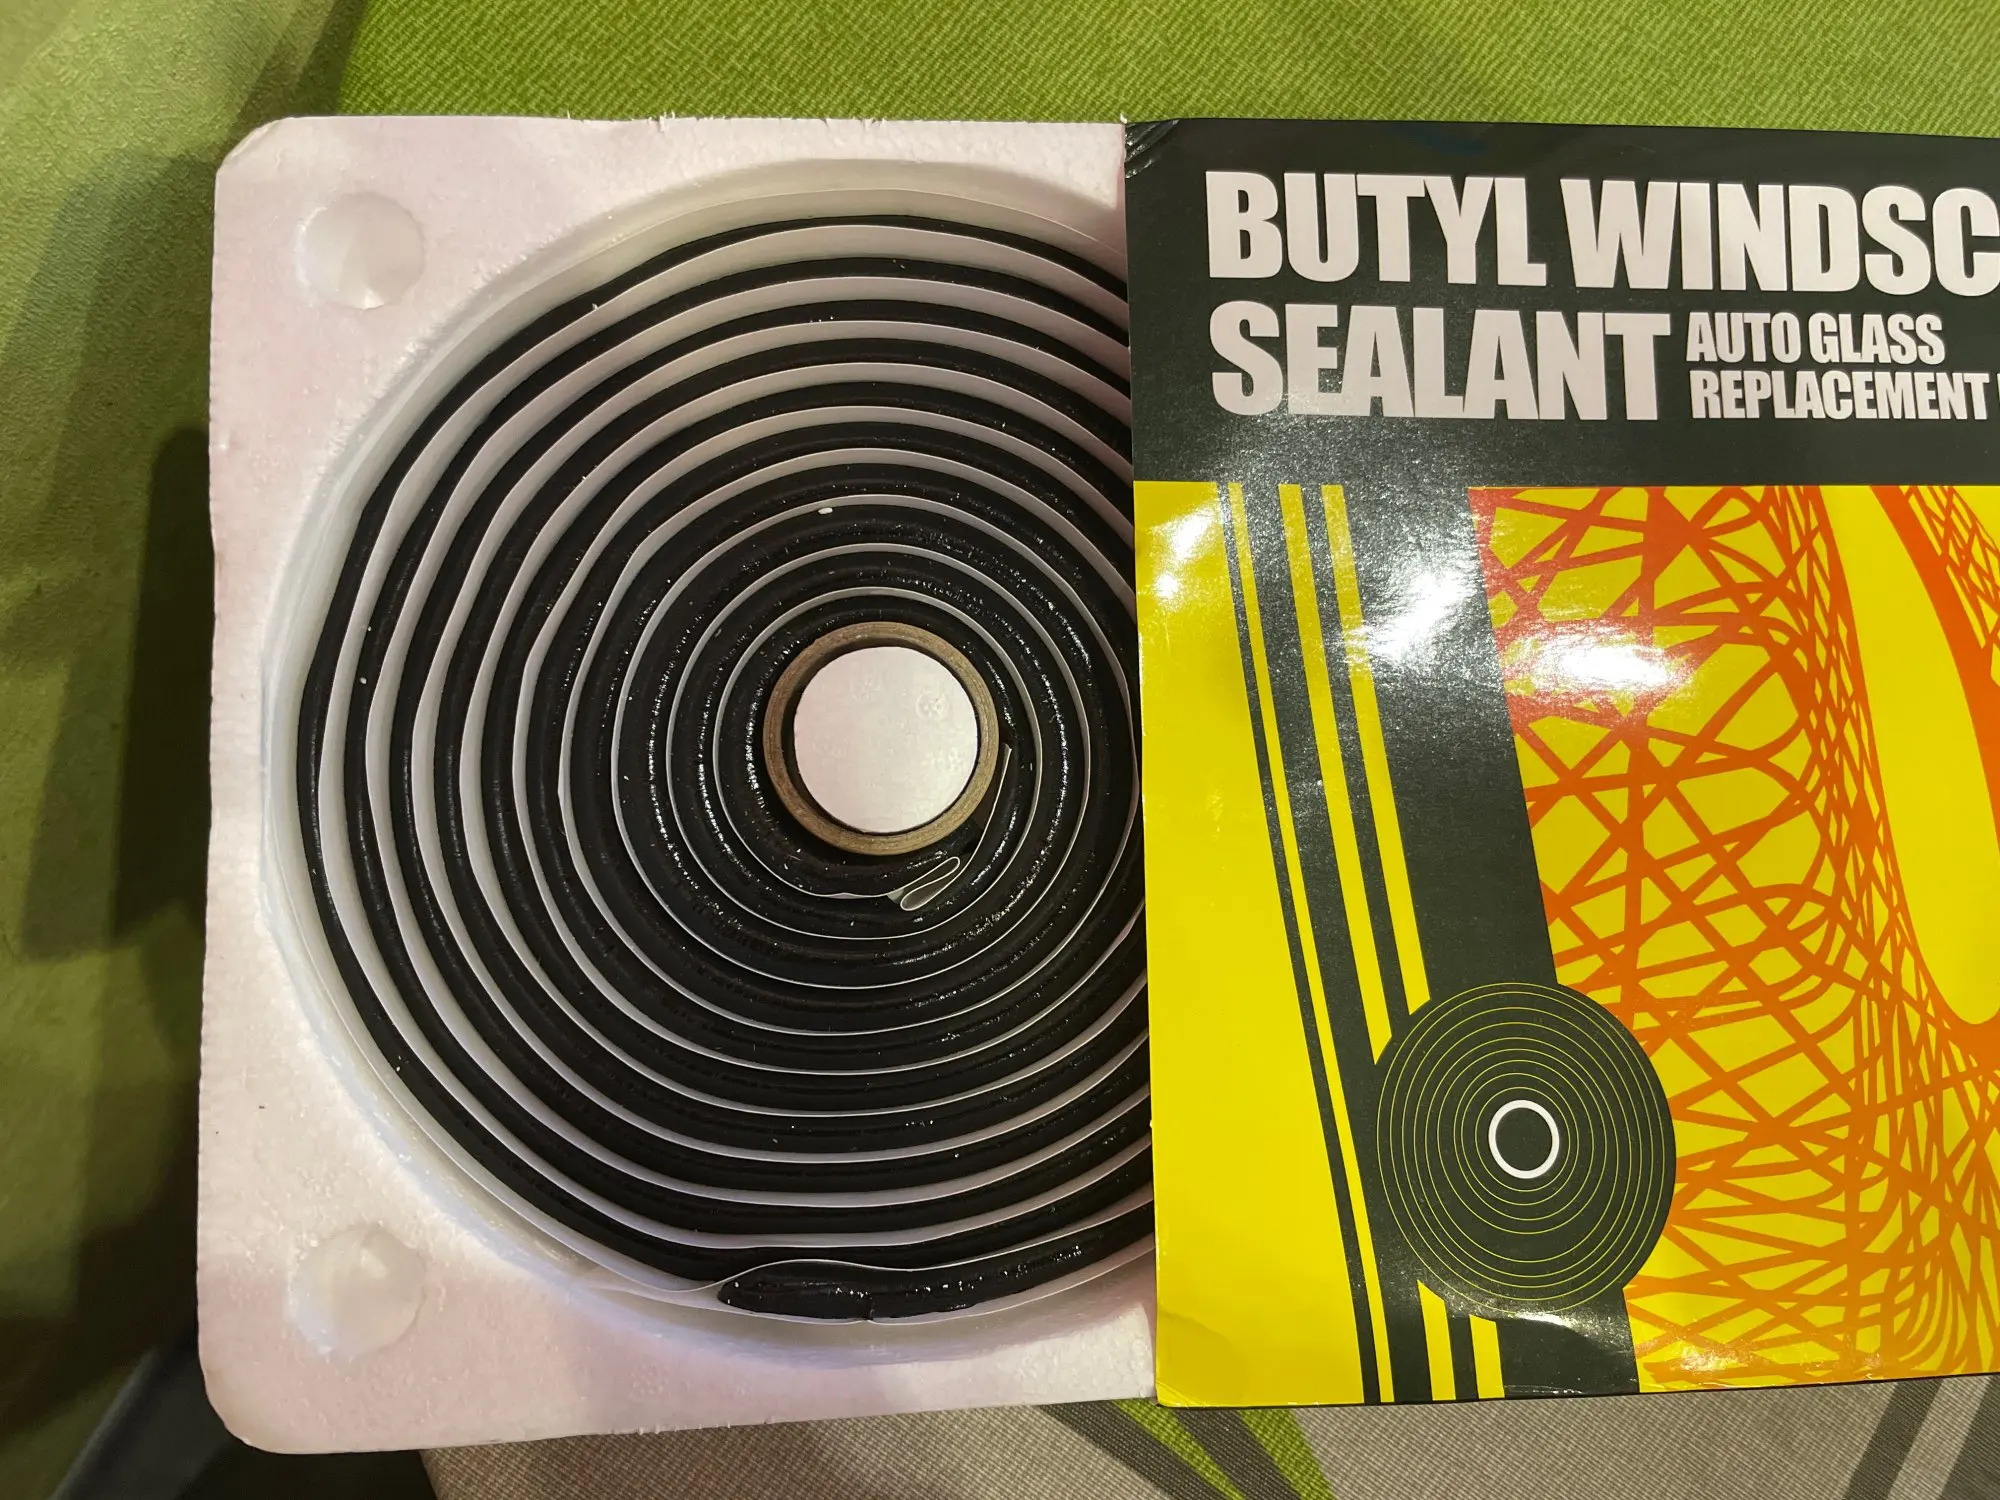 BUTYL WINDSC
SEALANT AUTO GLASS
REPLACEMENT